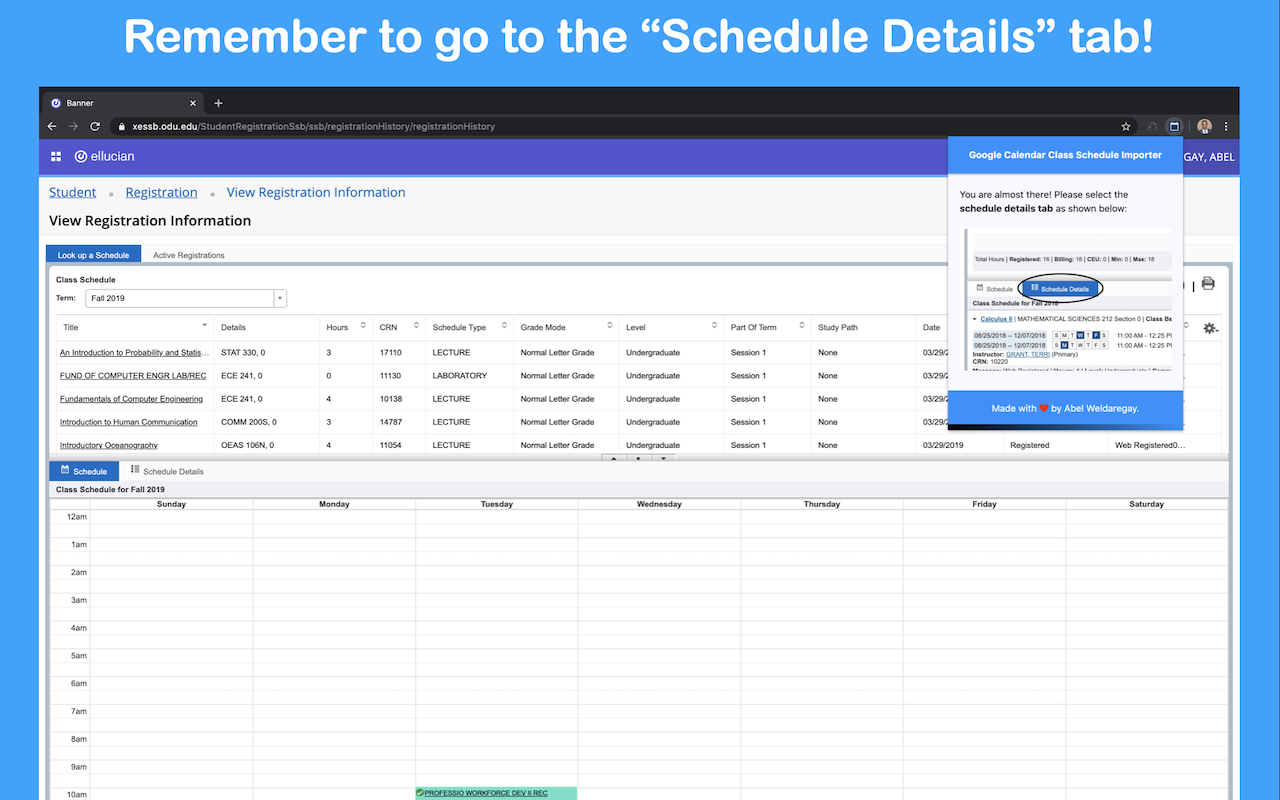 Remember to go to the “Schedule Details” tab!
Banner
xessb.odu.edu/StudentRegistrationSsb/ssb/registrationHistory/registrationHistory
ellucian
GAY, ABEL
Student
Registration
View Registration Information
View Registration Information
Look up a Schedule
Active Registrations
Class Schedule
Term: Fall 2019
Title Details Hours CRN Schedule Type Grade Mode Level Part Of Term Study Path Date
An Introduction to Probability and Statis... STAT 330, 0 3 17110 LECTURE Normal Letter Grade Undergraduate Session 1 None 03/29/2
FUND OF COMPUTER ENGR LAB/REC ECE 241, 0 0 11130 LABORATORY Normal Letter Grade Undergraduate Session 1 None 03/29/2
Fundamentals of Computer Engineering ECE 241, 0 4 10138 LECTURE Normal Letter Grade Undergraduate Session 1 None 03/29/2
Introduction to Human Communication COMM 200S, 0 3 14787 LECTURE Normal Letter Grade Undergraduate Session 1 None 03/29/2
Introductory Oceanography OEAS 106N, 0 4 11054 LECTURE Normal Letter Grade Undergraduate Session 1 None 03/29/2019 Registered Web Registered0...
Google Calendar Class Schedule Importer
You are almost there! Please select the
schedule details tab as shown below:
Total Hours | Registered: 16 | Billing: 16 | CEU: 0 | Min: 0 | Max: 18
Schedule
Schedule Details
Class Schedule for Fall 2018
Calculus II | MATHEMATICAL SCIENCES 212 Section 0 | Class Be
08/25/2018 -- 12/07/2018 S M T W T F S 11:00 AM - 12:25 P
08/25/2018 -- 12/07/2018 S M T W T F S 11:00 AM - 12:25 P
Instructor: GRANT, TERRI (Primary)
CRN: 10220
Made with ❤ by Abel Weldaregay.
Schedule
Schedule Details
Class Schedule for Fall 2019
Sunday Monday Tuesday Wednesday Thursday Friday Saturday
12am
1am
2am
3am
4am
5am
6am
7am
8am
9am
10am
PROFESSIO WORKFORCE DEV II REC